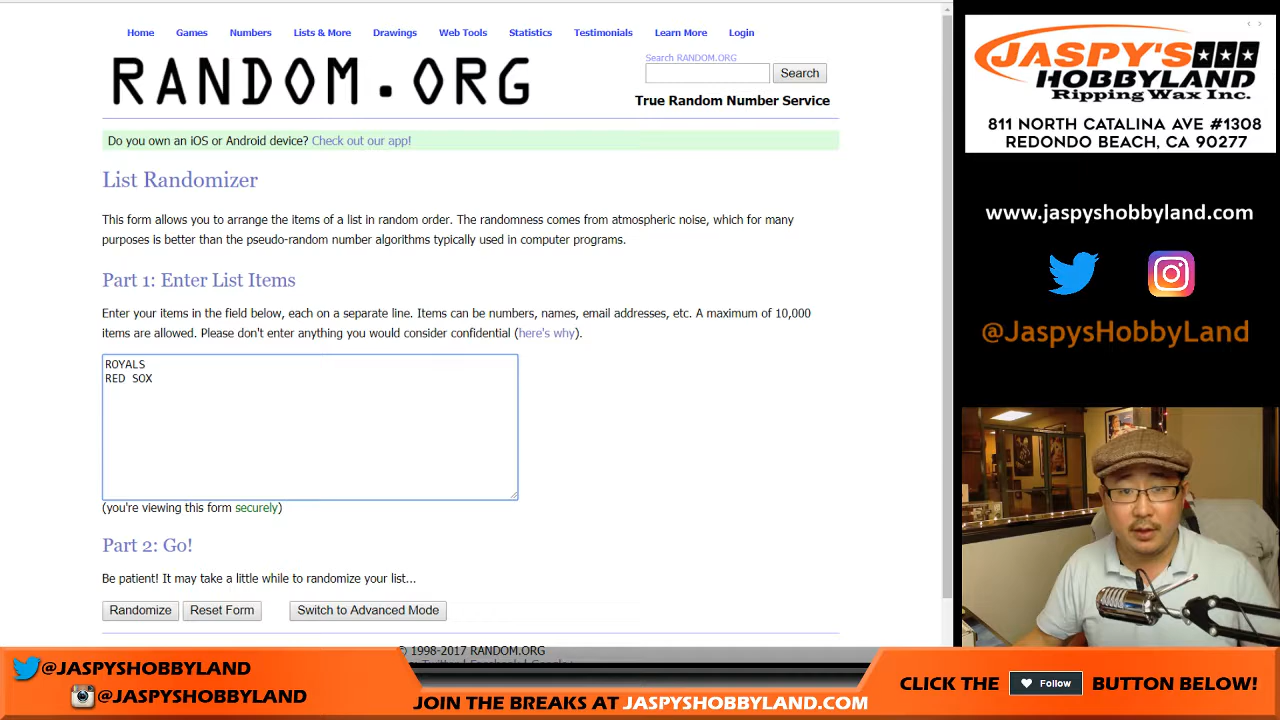 Home Games Numbers Lists & More Drawings Web Tools Statistics Testimonials Learn More Login
RANDOM.ORG
Search RANDOM.ORG
Search
True Random Number Service
Do you own an iOS or Android device? Check out our app!
List Randomizer
This form allows you to arrange the items of a list in random order. The randomness comes from atmospheric noise, which for many
purposes is better than the pseudo-random number algorithms typically used in computer programs.
Part 1: Enter List Items
Enter your items in the field below, each on a separate line. Items can be numbers, names, email addresses, etc. A maximum of 10,000
items are allowed. Please don't enter anything you would consider confidential (here's why).
ROYALS
RED SOX
(you're viewing this form securely)
Part 2: Go!
Be patient! It may take a little while to randomize your list...
Randomize Reset Form Switch to Advanced Mode
© 1998-2017 RANDOM.ORG
JASPY'S
HOBBYLAND
Ripping Wax Inc.
811 NORTH CATALINA AVE #1308
REDONDO BEACH, CA 90277
www.jaspyshobbyland.com
@JaspysHobbyLand
@JASPYSHOBBYLAND
@JASPYSHOBBYLAND
JOIN THE BREAKS AT JASPYSHOBBYLAND.COM
CLICK THE Follow BUTTON BELOW!